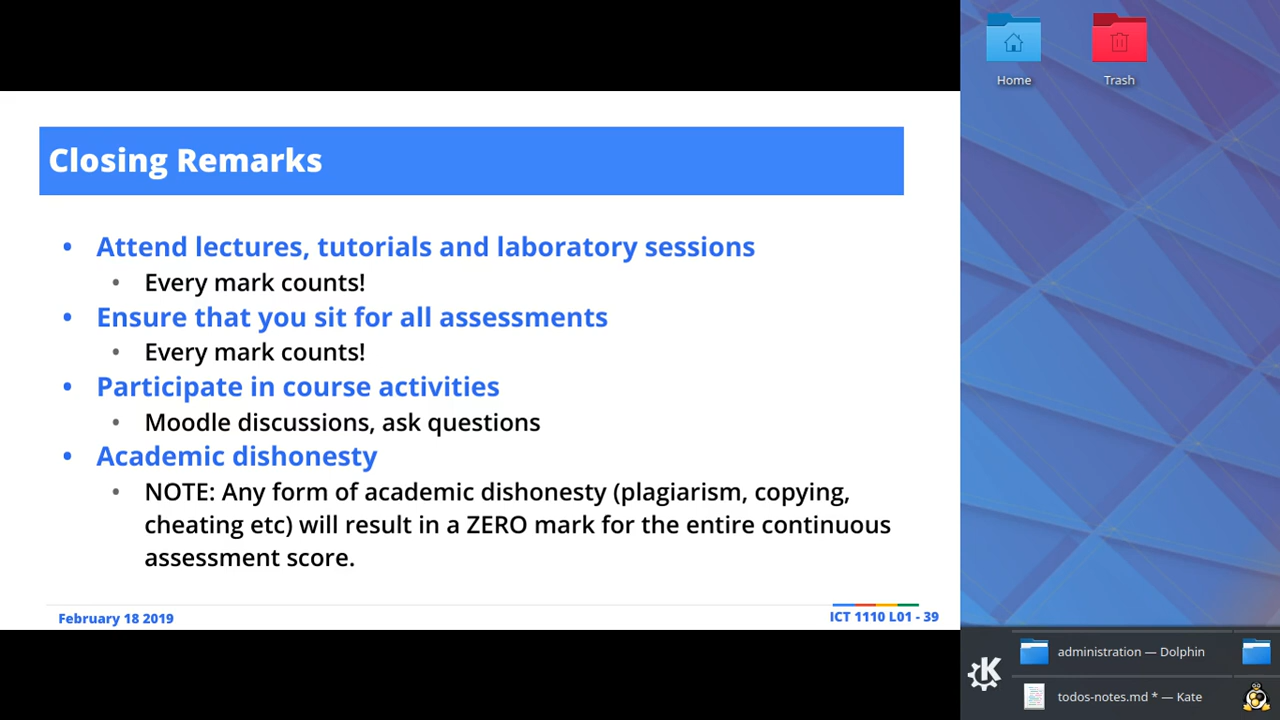 Closing Remarks
• Attend lectures, tutorials and laboratory sessions
• Every mark counts!
• Ensure that you sit for all assessments
• Every mark counts!
• Participate in course activities
• Moodle discussions, ask questions
• Academic dishonesty
• NOTE: Any form of academic dishonesty (plagiarism, copying,
cheating etc) will result in a ZERO mark for the entire continuous
assessment score.
February 18 2019
ICT 1110 L01 - 39
Home
Trash
administration — Dolphin
todos-notes.md * — Kate